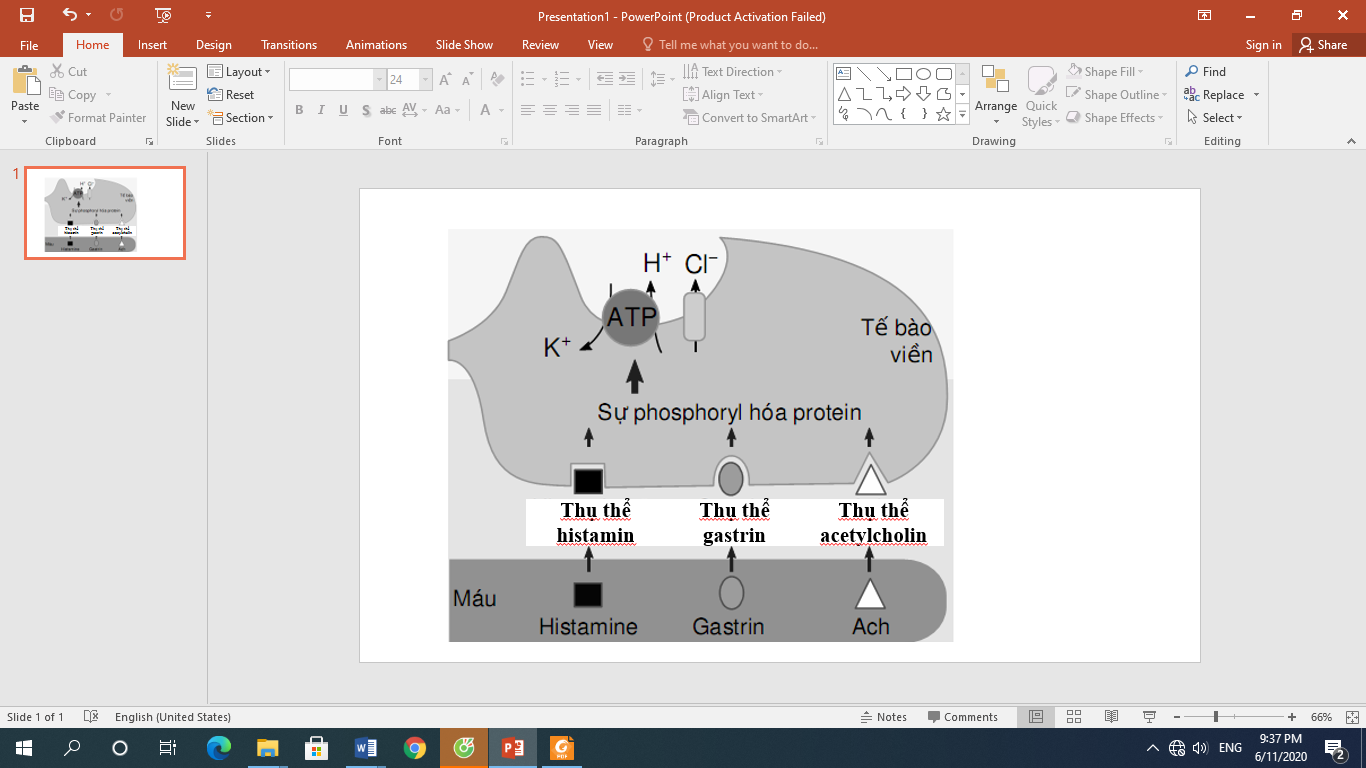 Presentation1 - PowerPoint (Product Activation Failed)
File Home Insert Design Transitions Animations Slide Show Review View Tell me what you want to do... Sign in Share
Paste
Cut
Copy
Format Painter
Clipboard
New Slide
Layout
Reset
Section
Slides
24
B I U S abc AV Aa A
Font
Text Direction
Align Text
Convert to SmartArt
Paragraph
Arrange
Quick Styles
Shape Fill
Shape Outline
Shape Effects
Drawing
Find
Replace
Select
Editing
1
H⁺ Cl⁻
ATP
K⁺
Tế bào
viền
Sự phosphoryl hóa protein
Thụ thể histamin
Thụ thể gastrin
Thụ thể acetylcholin
Máu
Histamine Gastrin Ach
Slide 1 of 1 English (United States) Notes Comments 66%
ENG
9:37 PM
6/11/2020
2